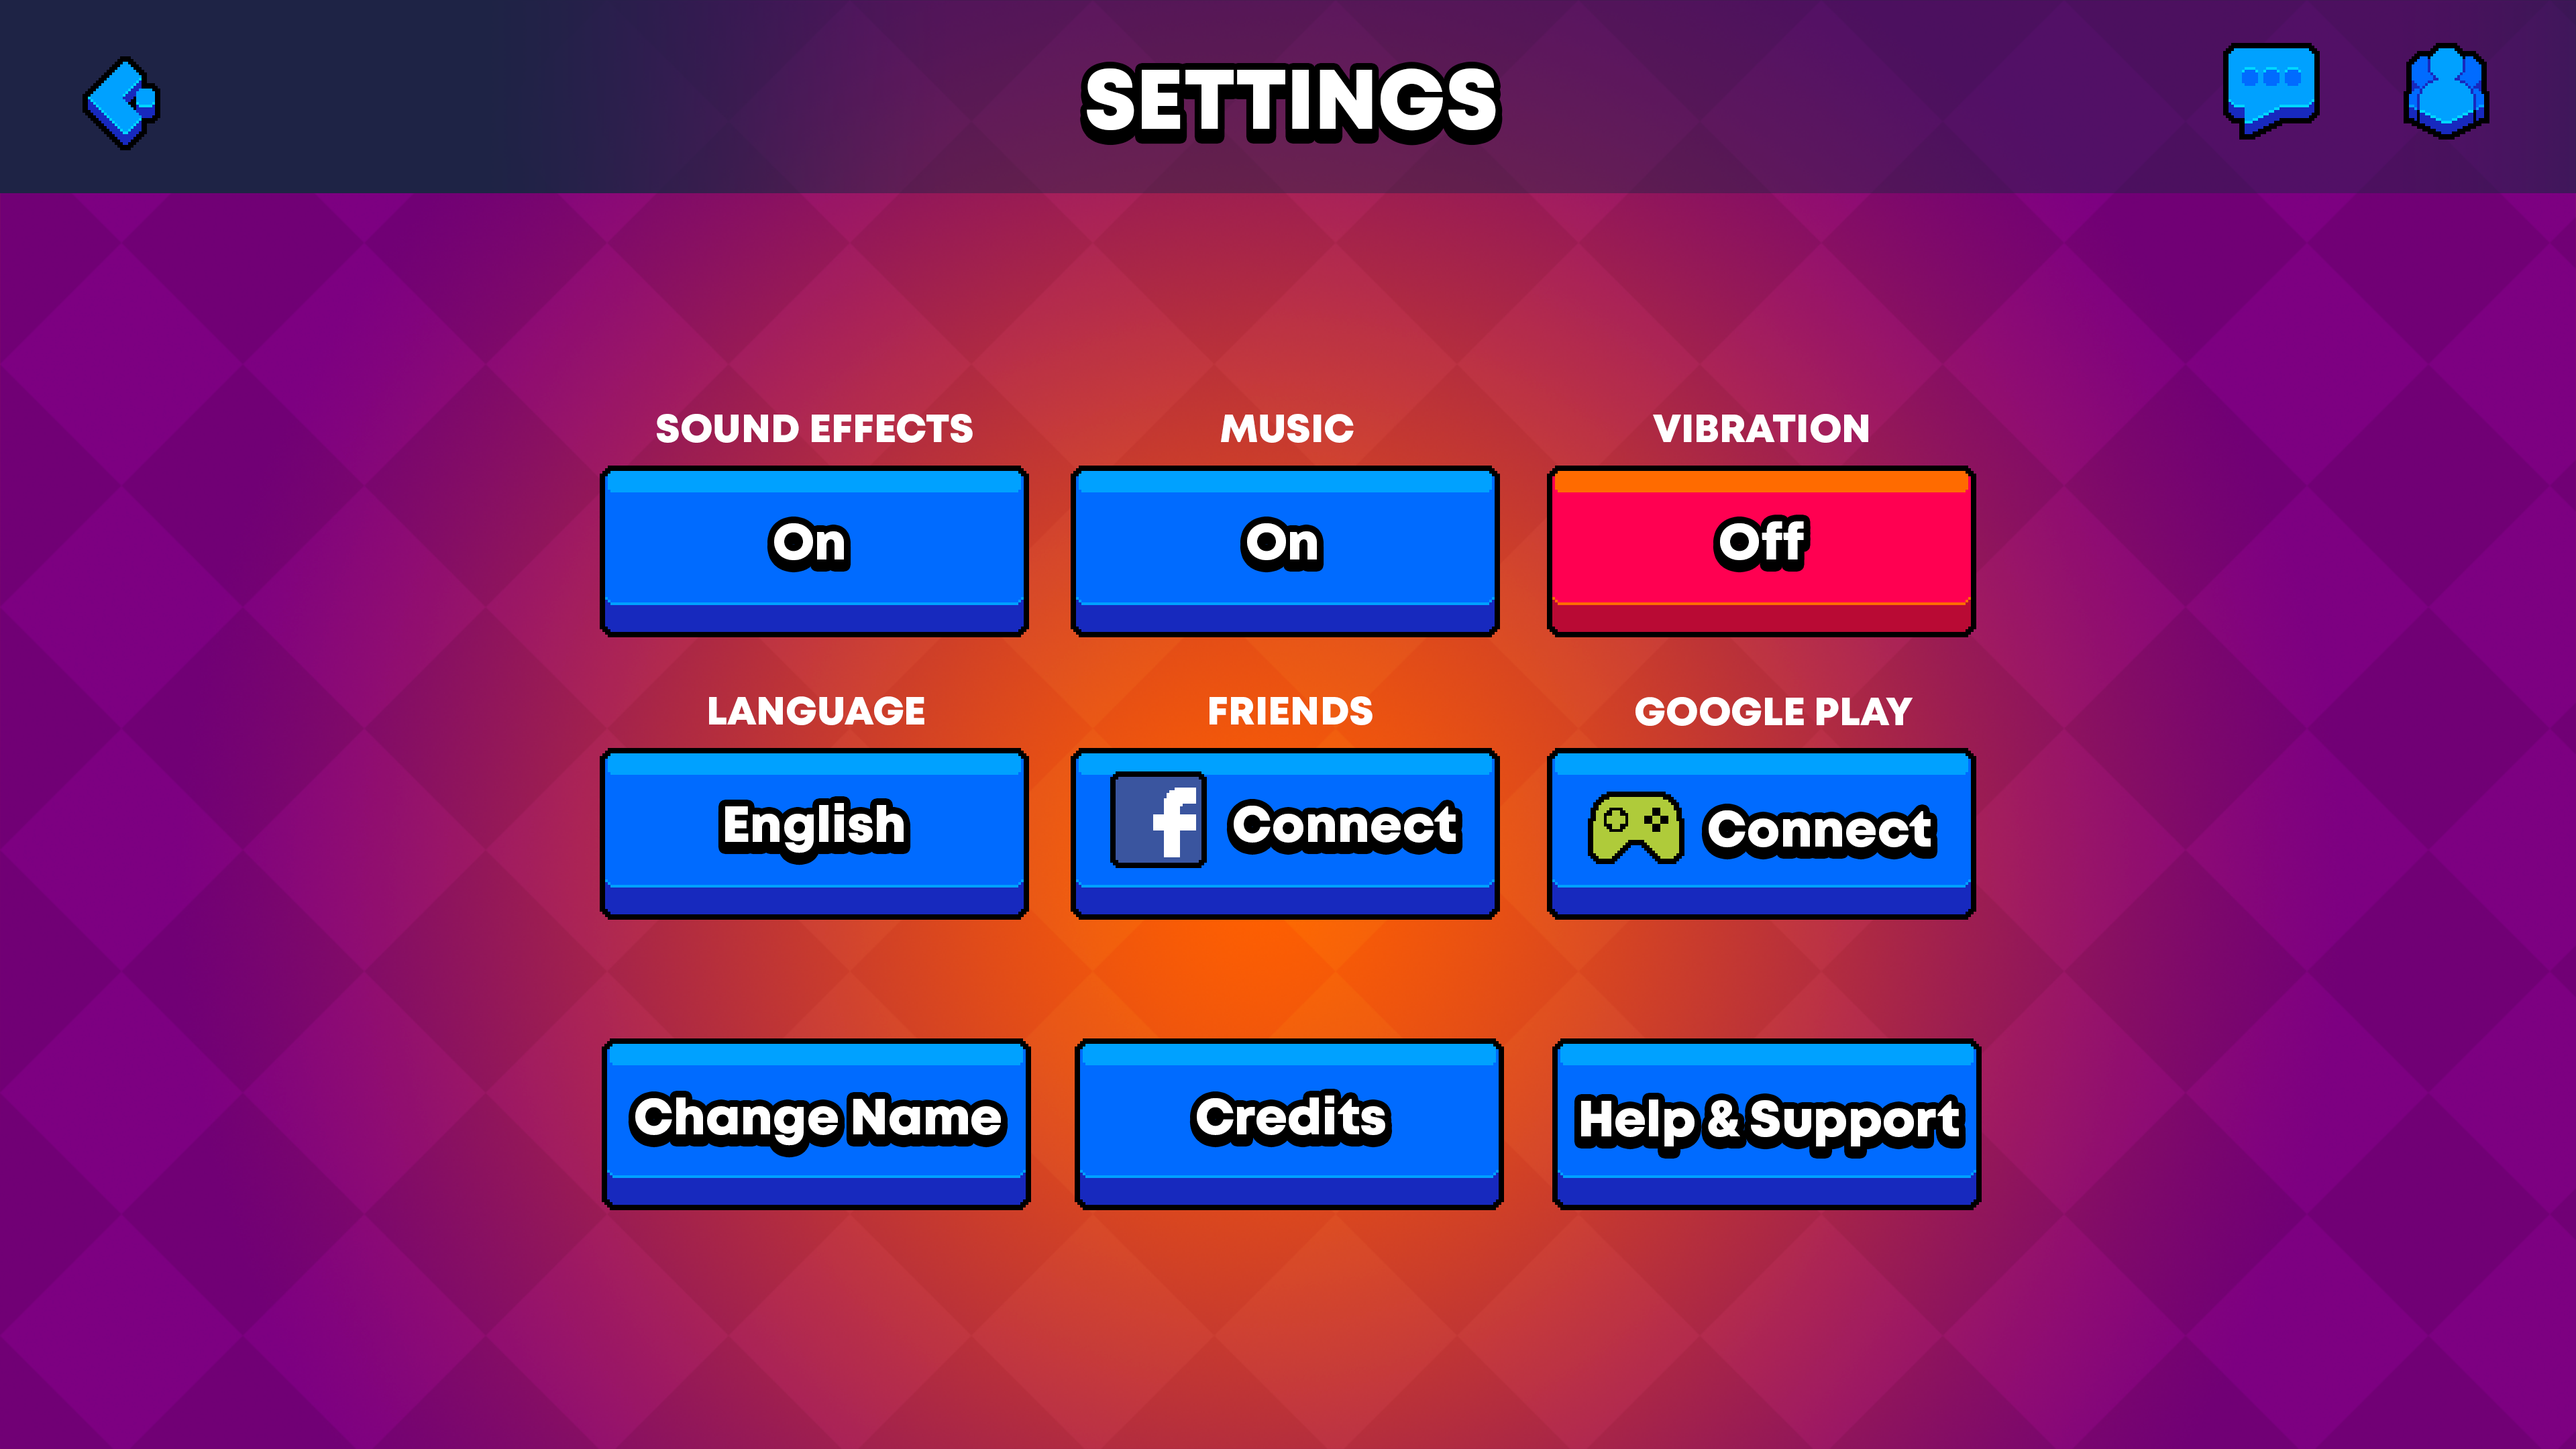 SETTINGS
SOUND EFFECTS
MUSIC
VIBRATION
On
On
Off
LANGUAGE
FRIENDS
GOOGLE PLAY
English
f Connect
Connect
Change Name
Credits
Help & Support